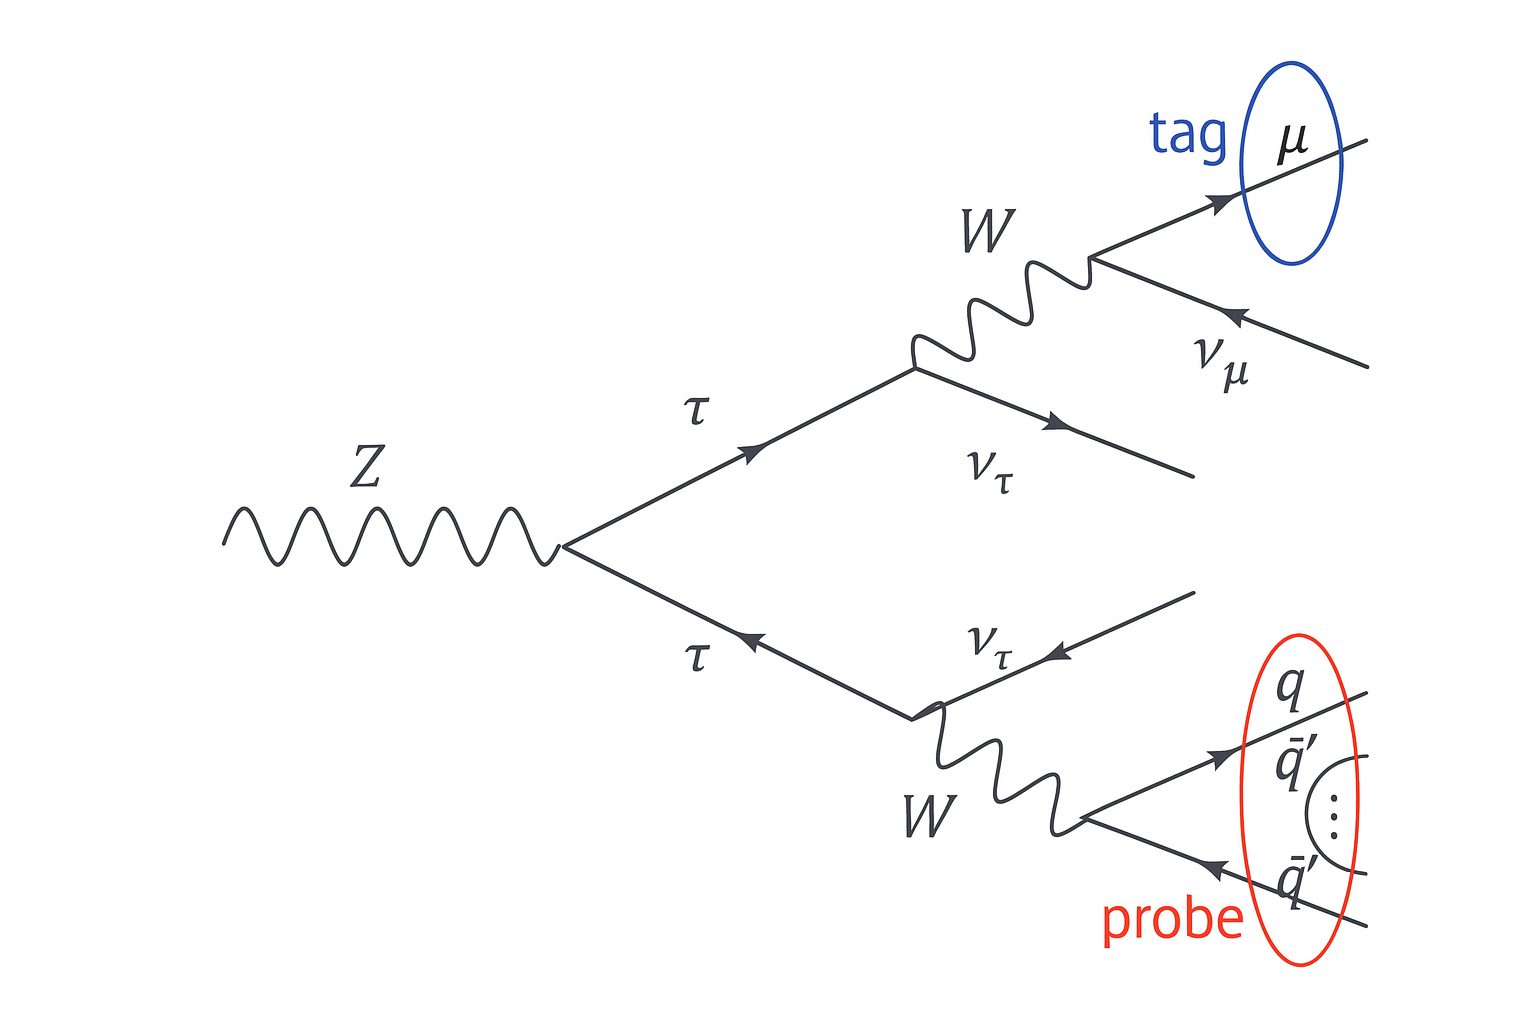 tag
μ
W
ν_μ
τ
ν_τ
Z
τ
ν_τ
q
q̄′
W
q̄′
probe